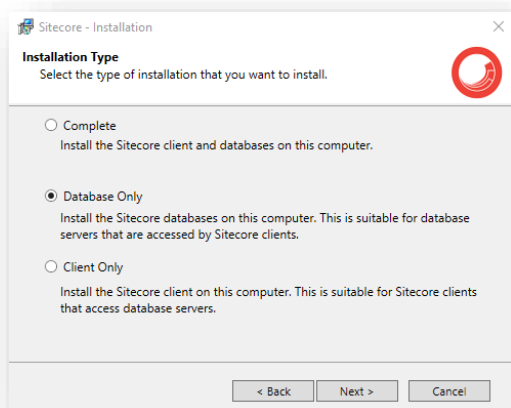 Sitecore - Installation
Installation Type
Select the type of installation that you want to install.
Complete
Install the Sitecore client and databases on this computer.
Database Only
Install the Sitecore databases on this computer. This is suitable for database
servers that are accessed by Sitecore clients.
Client Only
Install the Sitecore client on this computer. This is suitable for Sitecore clients
that access database servers.
< Back Next > Cancel